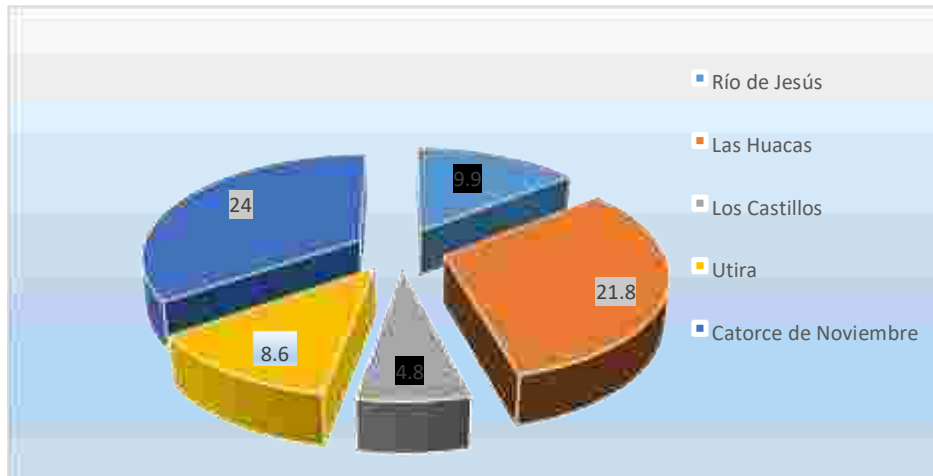 Río de Jesús
Las Huacas
Los Castillos
Utira
Catorce de Noviembre
9.9
24
21.8
8.6
4.8